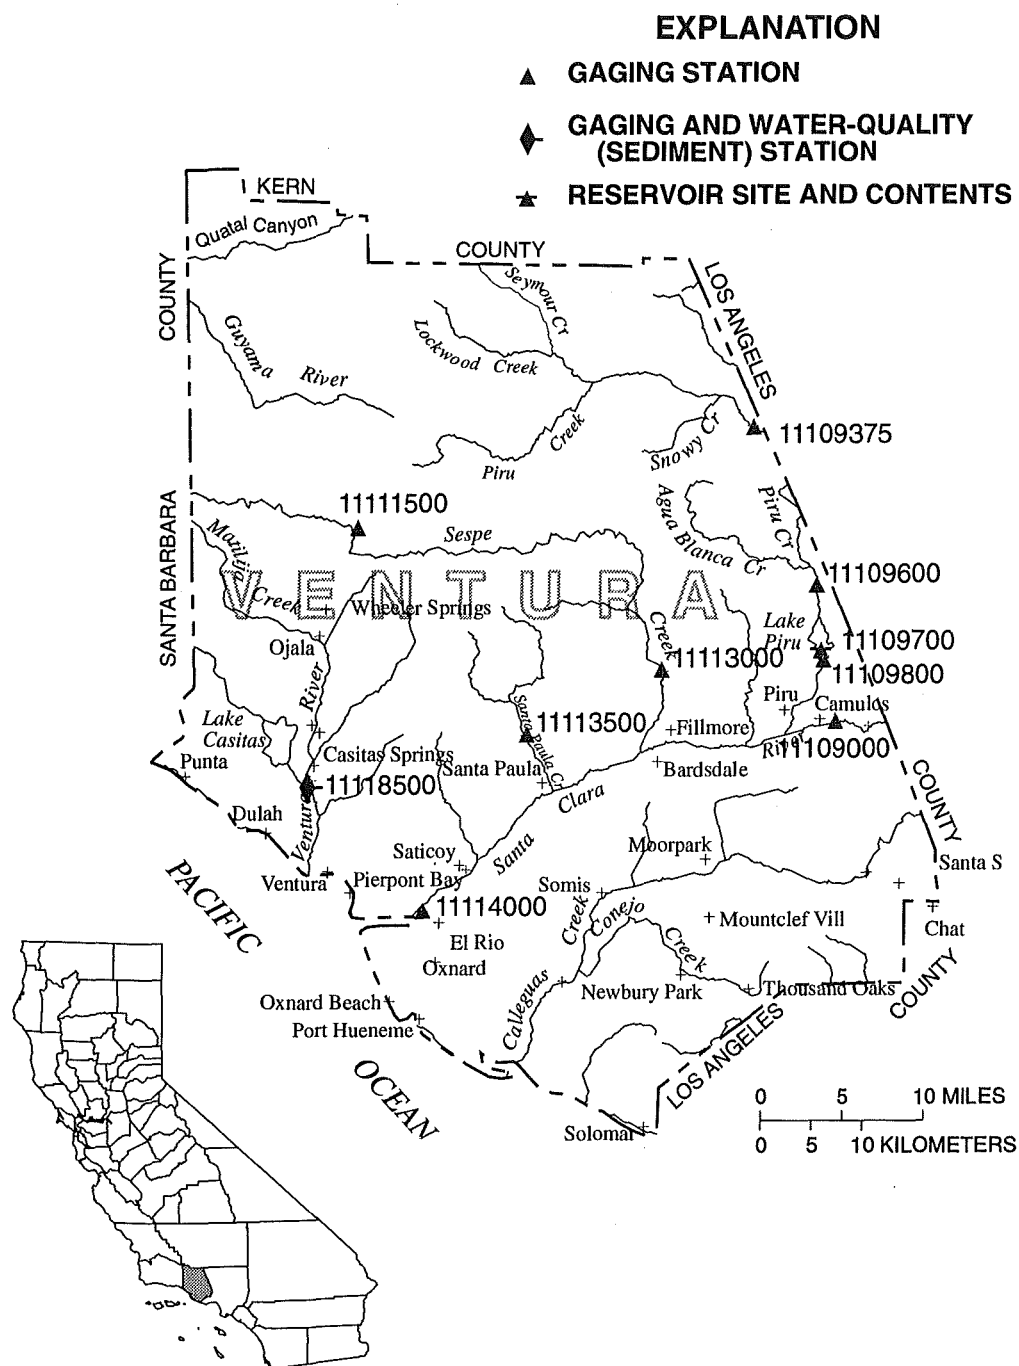 EXPLANATION
GAGING STATION
GAGING AND WATER-QUALITY
(SEDIMENT) STATION
RESERVOIR SITE AND CONTENTS
KERN
Quatal Canyon
COUNTY
COUNTY
LOS ANGELES
Seymour Cr
Lockwood Creek
Guyama River
Piru Creek
Snowy Cr
11109375
SANTA BARBARA
11111500
Sespe
Agua Blanca Cr
Piru Cr
Matilija
Creek
VENTURA
11109600
Wheeler Springs
Ojala
River
Creek
Lake
Piru
11109700
11113000
11109800
Piru
Camulos
Lake
Casitas
Santa Paula Cr
11113500
Fillmore
River
11109000
Punta
Casitas Springs
Santa Paula
Bardsdale
11118500
Clara
COUNTY
Dulah
Ventura
Santa
Moorpark
Saticoy
Santa S
PACIFIC
Ventura
Pierpont Bay
Somis
11114000
Creek
Conejo
Creek
Mountclef Vill
Chat
El Rio
Oxnard
Calleguas
Newbury Park
Thousand Oaks
COUNTY
Oxnard Beach
Port Hueneme
LOS ANGELES
OCEAN
Solomar
0 5 10 MILES
0 5 10 KILOMETERS